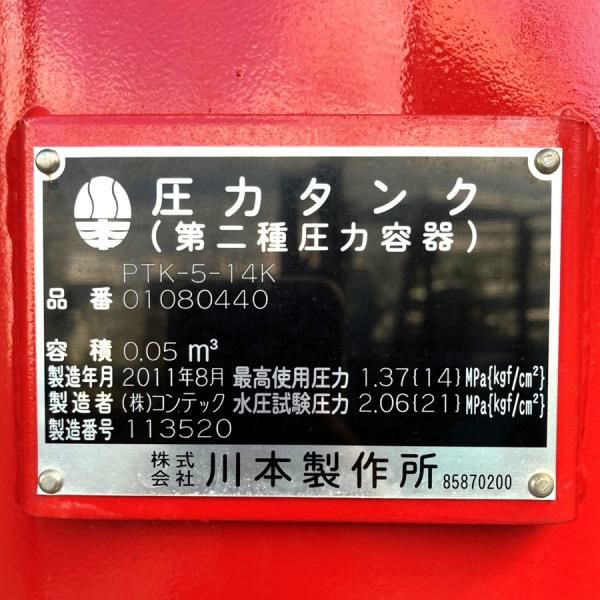 圧力タンク
(第二種圧力容器)
PTK-5-14K
品番 01080440
容積 0.05 m³
製造年月 2011年8月 最高使用圧力 1.37{14} MPa{kgf/cm²}
製造者 (株)コンテック 水圧試験圧力 2.06{21} MPa{kgf/cm²}
製造番号 113520
株式会社 川本製作所 85870200